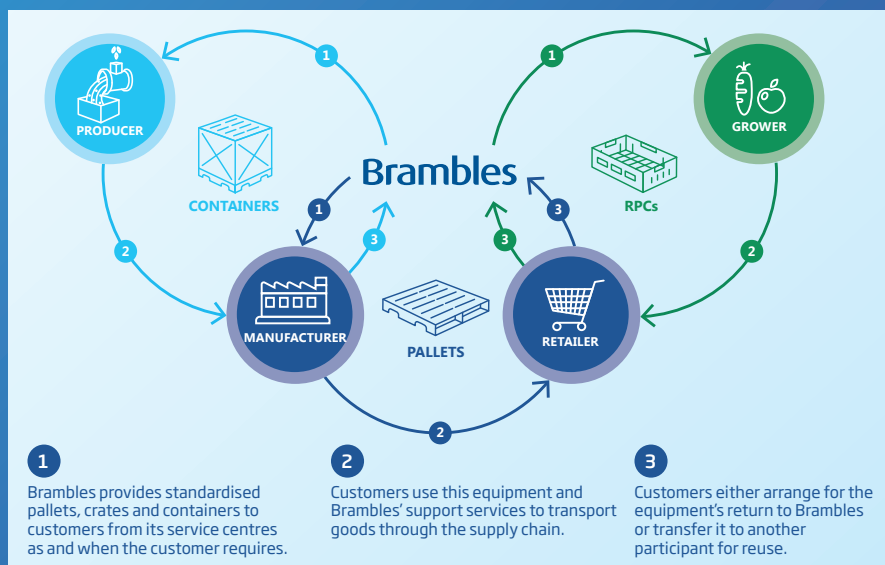 1
1
PRODUCER
GROWER
Brambles
CONTAINERS
RPCs
1
3
3
3
2
2
MANUFACTURER
PALLETS
RETAILER
2
1
Brambles provides standardised
pallets, crates and containers to
customers from its service centres
as and when the customer requires.
2
Customers use this equipment and
Brambles' support services to transport
goods through the supply chain.
3
Customers either arrange for the
equipment's return to Brambles
or transfer it to another
participant for reuse.